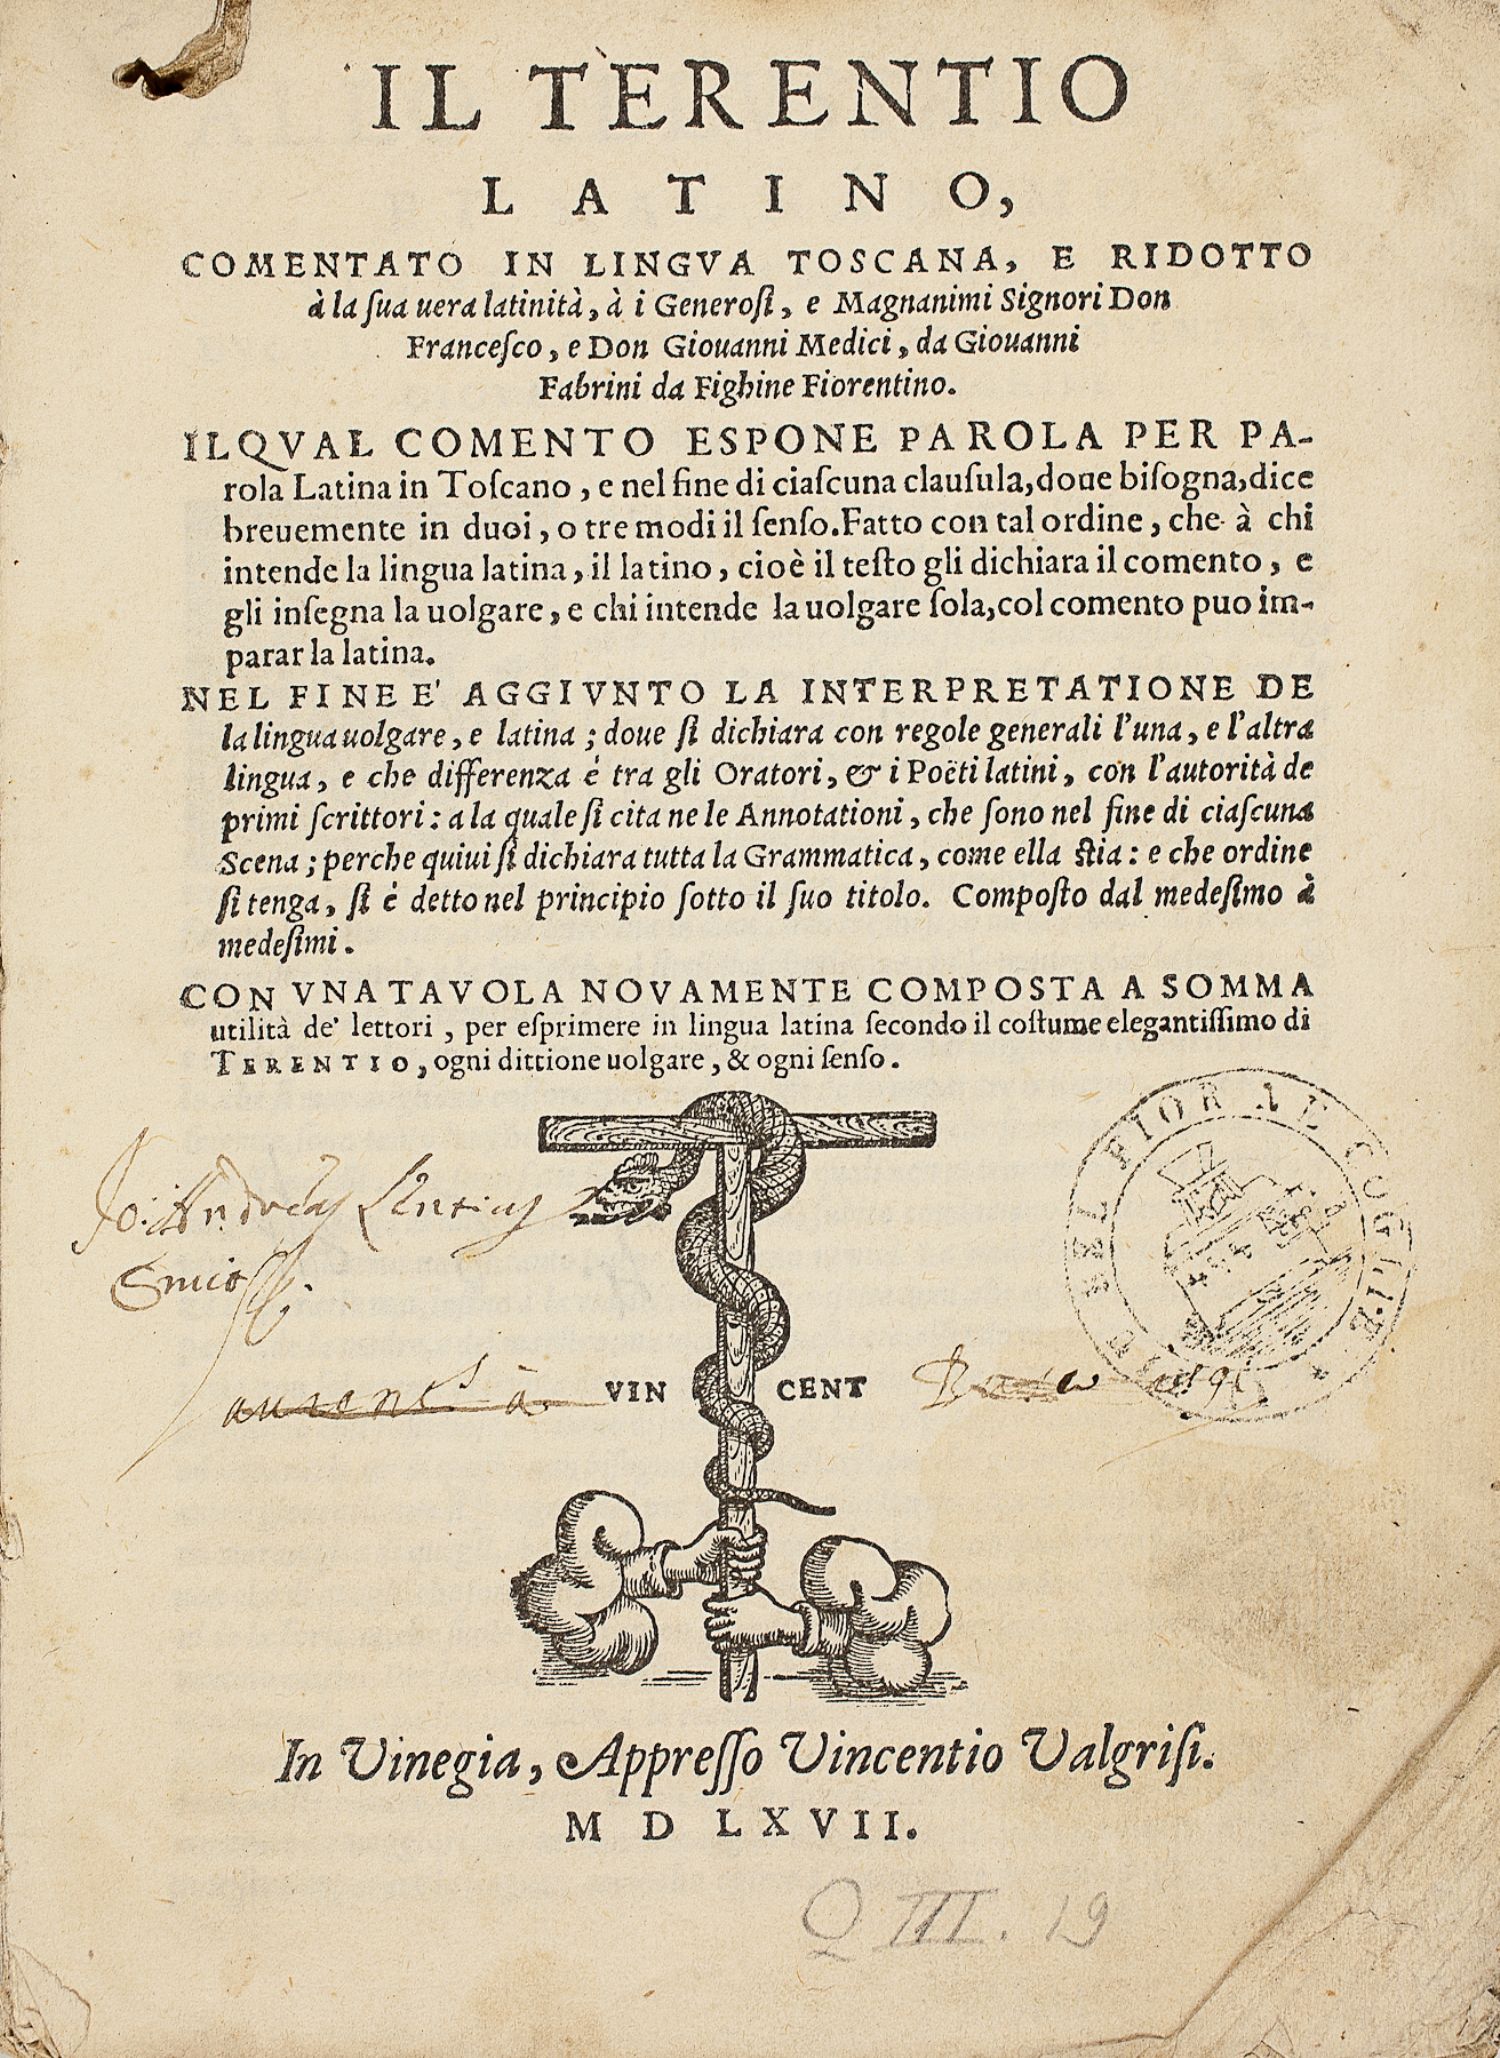 IL TERENTIO
LATINO,
COMENTATO IN LINGVA TOSCANA, E RIDOTTO
à la ſua uera latinità, à i Generoſi, e Magnanimi Signori Don
Franceſco, e Don Giouanni Medici, da Giouanni
Fabrini da Fighine Fiorentino.
ILQVAL COMENTO ESPONE PAROLA PER PA-
rola Latina in Toſcano, e nel fine di ciaſcuna clauſula, doue biſogna, dice
breuemente in duoi, o tre modi il ſenſo. Fatto con tal ordine, che à chi
intende la lingua latina, il latino, cioè il teſto gli dichiara il comento, e
gli inſegna la uolgare, e chi intende la uolgare ſola, col comento puo im-
parar la latina.
NEL FINE E' AGGIVNTO LA INTERPRETATIONE DE
la lingua uolgare, e latina; doue ſi dichiara con regole generali l'una, e l'altra
lingua, e che differenza é tra gli Oratori, & i Poëti latini, con l'autorità de
primi ſcrittori: a la quale ſi cita ne le Annotationi, che ſono nel fine di ciaſcuna
Scena; perche quiui ſi dichiara tutta la Grammatica, come ella ſtia: e che ordine
ſi tenga, ſi é detto nel principio ſotto il ſuo titolo. Compoſto dal medeſimo à
medeſimi.
CON VNA TAVOLA NOVAMENTE COMPOSTA A SOMMA
utilità de' lettori, per eſprimere in lingua latina ſecondo il coſtume elegantiſſimo di
TERENTIO, ogni dittione uolgare, & ogni ſenſo.
VIN CENT
In Vinegia, Appreſſo Vincentio Valgriſi.
M D LXVII.
Q III. 19